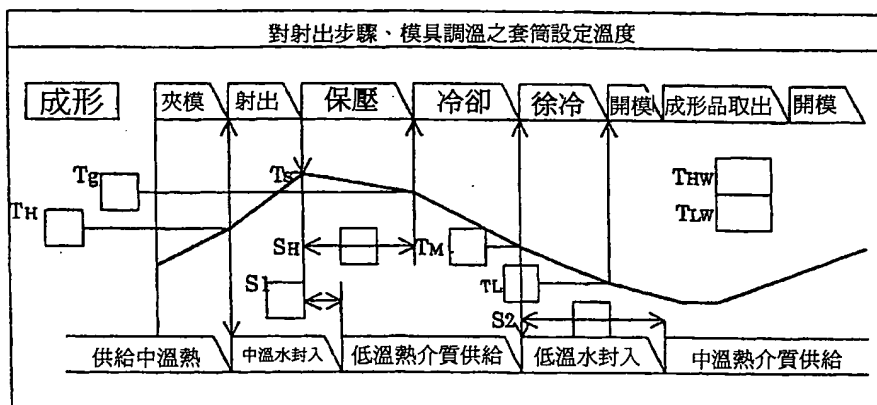 對射出步驟、模具調溫之套筒設定溫度
成形 夾模 射出 保壓 冷卻 徐冷 開模 成形品取出 開模
Tg Ts THW
TH TLW
SH TM
S1 TL
S2
供給中溫熱 中溫水封入 低溫熱介質供給 低溫水封入 中溫熱介質供給